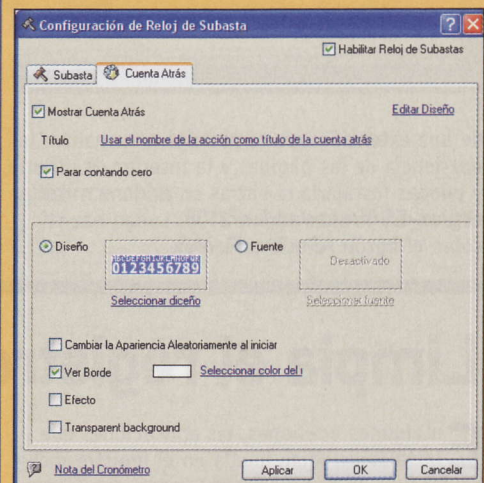 Configuración de Reloj de Subasta
Habilitar Reloj de Subastas
Subasta Cuenta Atrás
Mostrar Cuenta Atrás Editar Diseño
Título Usar el nombre de la acción como título de la cuenta atrás
Parar contando cero
Diseño Fuente
0123456789
Desactivado
Seleccionar diceño Seleccionar fuente
Cambiar la Apariencia Aleatoriamente al iniciar
Ver Borde Seleccionar color del
Efecto
Transparent background
Nota del Cronómetro Aplicar OK Cancelar